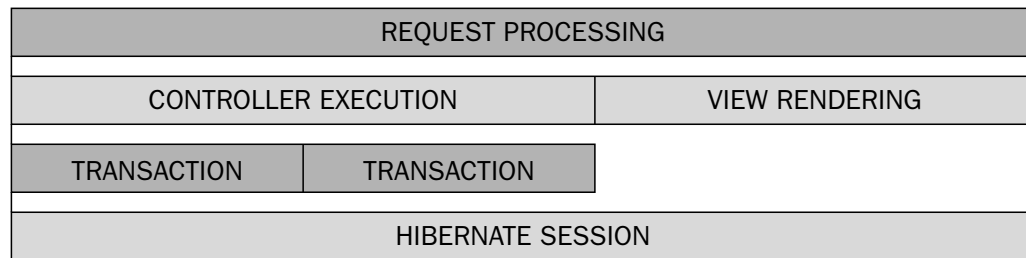 REQUEST PROCESSING
CONTROLLER EXECUTION VIEW RENDERING
TRANSACTION TRANSACTION
HIBERNATE SESSION